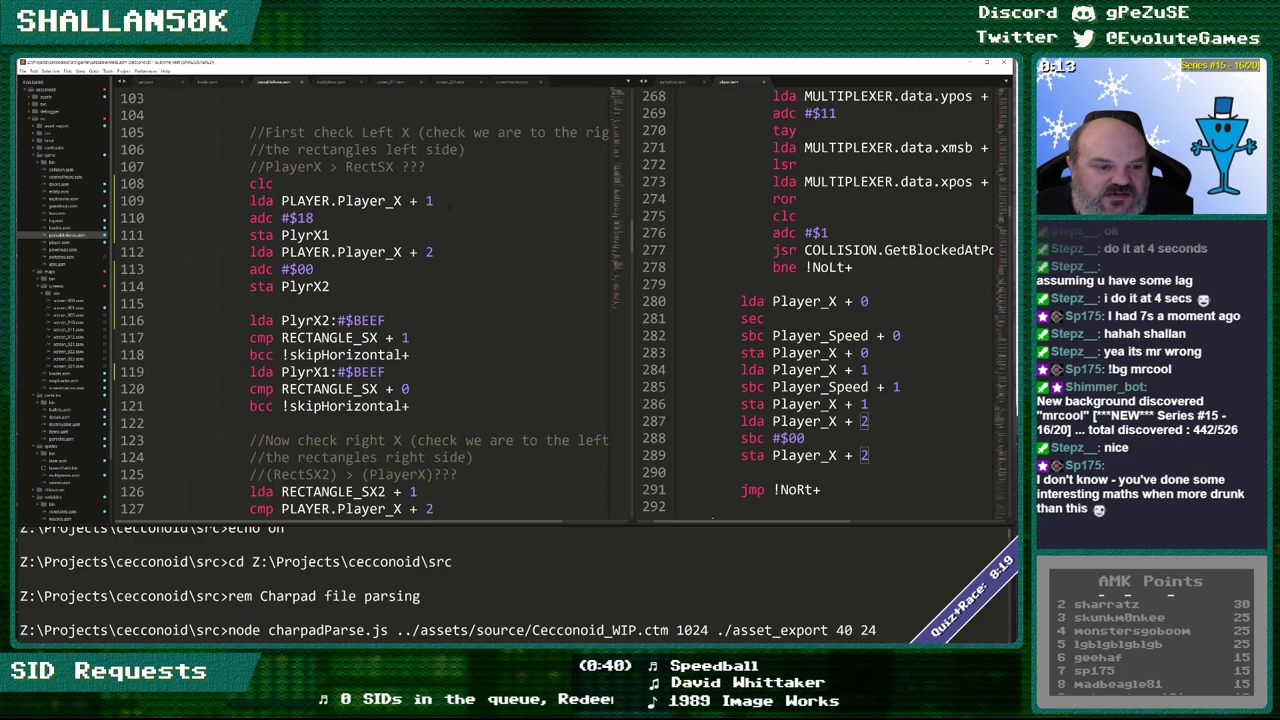 SHALLAN50K
Discord gPeZuSE
Twitter @EvoluteGames
103
104
105 //First check Left X (check we are to the rig
106 //the rectangles left side)
107 //PlayerX > RectSX ???
108 clc
109 lda PLAYER.Player_X + 1
110 adc #$18
111 sta PlyrX1
112 lda PLAYER.Player_X + 2
113 adc #$00
114 sta PlyrX2
115
116 lda PlyrX2:#$BEEF
117 cmp RECTANGLE_SX + 1
118 bcc !skipHorizontal+
119 lda PlyrX1:#$BEEF
120 cmp RECTANGLE_SX + 0
121 bcc !skipHorizontal+
122
123 //Now check right X (check we are to the left
124 //the rectangles right side)
125 //(RectSX2) > (PlayerX)???
126 lda RECTANGLE_SX2 + 1
127 cmp PLAYER.Player_X + 2
268 lda MULTIPLEXER.data.ypos +
269 adc #$11
270 tay
271 lda MULTIPLEXER.data.xmsb +
272 lsr
273 lda MULTIPLEXER.data.xpos +
274 ror
275 clc
276 adc #$1
277 jsr COLLISION.GetBlockedAtPo
278 bne !NoLt+
279
280 lda Player_X + 0
281 sec
282 sbc Player_Speed + 0
283 sta Player_X + 0
284 lda Player_X + 1
285 sbc Player_Speed + 1
286 sta Player_X + 1
287 lda Player_X + 2
288 sbc #$00
289 sta Player_X + 2
290
291 jmp !NoRt+
292
Z:\Projects\cecconoid\src>echo on
Z:\Projects\cecconoid\src>cd Z:\Projects\cecconoid\src
Z:\Projects\cecconoid\src>rem Charpad file parsing
Z:\Projects\cecconoid\src>node charpadParse.js ../assets/source/Cecconoid_WIP.ctm 1024 ./asset_export 40 24
Quiz+Race: 8:19
0:13
Series #15 - 16/20]
Stepz__: ok
Stepz__: do it at 4 seconds
Stepz__:
assuming u have some lag
Stepz__: i do it at 4 secs
Sp175: I had 7s a moment ago
Stepz__: hahah shallan
Stepz__: yea its mr wrong
Sp175: !bg mrcool
Shimmer_bot:
New background discovered
"mrcool" [***NEW*** Series #15 -
16/20] ... total discovered : 442/526
Stepz__: nice
Sp175:
I don't know - you've done some
interesting maths when more drunk
than this
AMK Points
2 sharratz 30
3 skunkm0nkee 25
4 monstersgoboom 25
5 lgblgblgblgb 25
6 geehaf 15
7 sp175 15
8 madbeagle81 15
SID Requests
(0:40) Speedball
David Whittaker
1989 Image Works
0 SIDs in the queue, Redeem